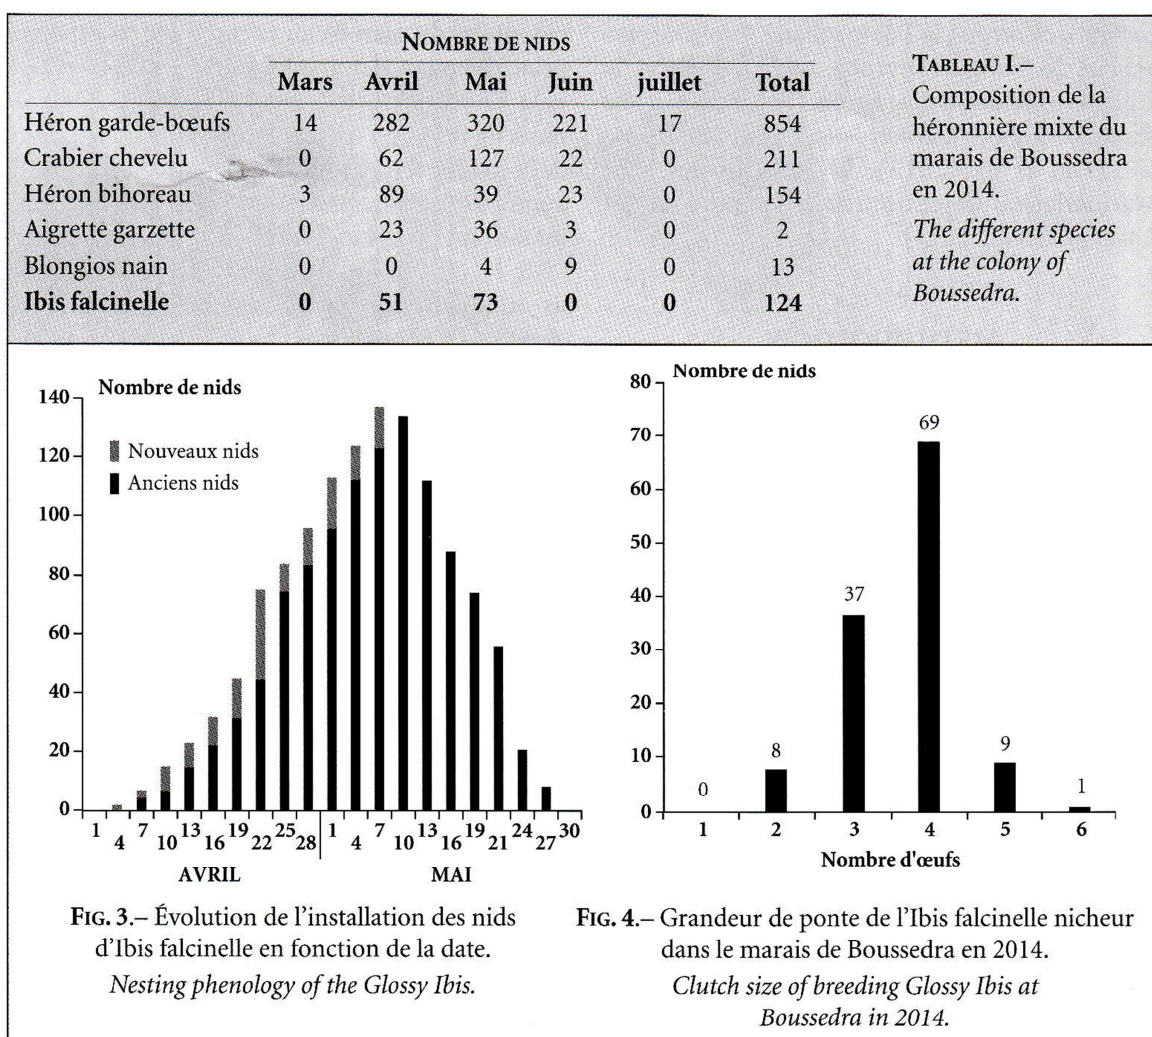 NOMBRE DE NIDS
Mars Avril Mai Juin juillet Total
Héron garde-bœufs 14 282 320 221 17 854
Crabier chevelu 0 62 127 22 0 211
Héron bihoreau 3 89 39 23 0 154
Aigrette garzette 0 23 36 3 0 2
Blongios nain 0 0 4 9 0 13
Ibis falcinelle 0 51 73 0 0 124
TABLEAU I.–
Composition de la
héronnière mixte du
marais de Boussedra
en 2014.
The different species
at the colony of
Boussedra.
Nombre de nids
140
120
100
80
60
40
20
0
Nouveaux nids
Anciens nids
1 4 7 10 13 16 19 22 25 28 1 4 7 10 13 16 19 21 24 27 30
AVRIL MAI
FIG. 3.– Évolution de l'installation des nids
d'Ibis falcinelle en fonction de la date.
Nesting phenology of the Glossy Ibis.
Nombre de nids
80
70
60
50
40
30
20
10
0
0 8 37 69 9 1
1 2 3 4 5 6
Nombre d'œufs
FIG. 4.– Grandeur de ponte de l'Ibis falcinelle nicheur
dans le marais de Boussedra en 2014.
Clutch size of breeding Glossy Ibis at
Boussedra in 2014.